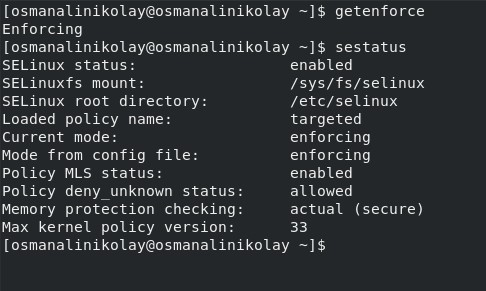 [osmanalinikolay@osmanalinikolay ~]$ getenforce
Enforcing
[osmanalinikolay@osmanalinikolay ~]$ sestatus
SELinux status:                 enabled
SELinuxfs mount:                /sys/fs/selinux
SELinux root directory:         /etc/selinux
Loaded policy name:             targeted
Current mode:                   enforcing
Mode from config file:          enforcing
Policy MLS status:              enabled
Policy deny_unknown status:     allowed
Memory protection checking:     actual (secure)
Max kernel policy version:      33
[osmanalinikolay@osmanalinikolay ~]$